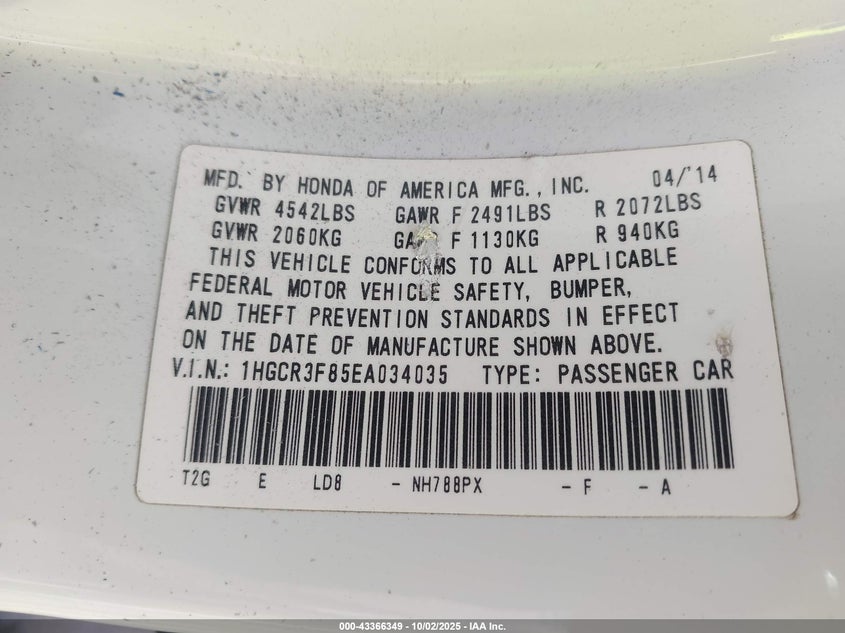 MFD. BY HONDA OF AMERICA MFG., INC. 04/'14
GVWR 4542LBS GAWR F 2491LBS R 2072LBS
GVWR 2060KG GAWR F 1130KG R 940KG
THIS VEHICLE CONFORMS TO ALL APPLICABLE
FEDERAL MOTOR VEHICLE SAFETY, BUMPER,
AND THEFT PREVENTION STANDARDS IN EFFECT
ON THE DATE OF MANUFACTURE SHOWN ABOVE.
V.I.N.: 1HGCR3F85EA034035 TYPE: PASSENGER CAR
T2G E LD8 - NH788PX - F - A
000-43366349 - 10/02/2025 - IAA Inc.